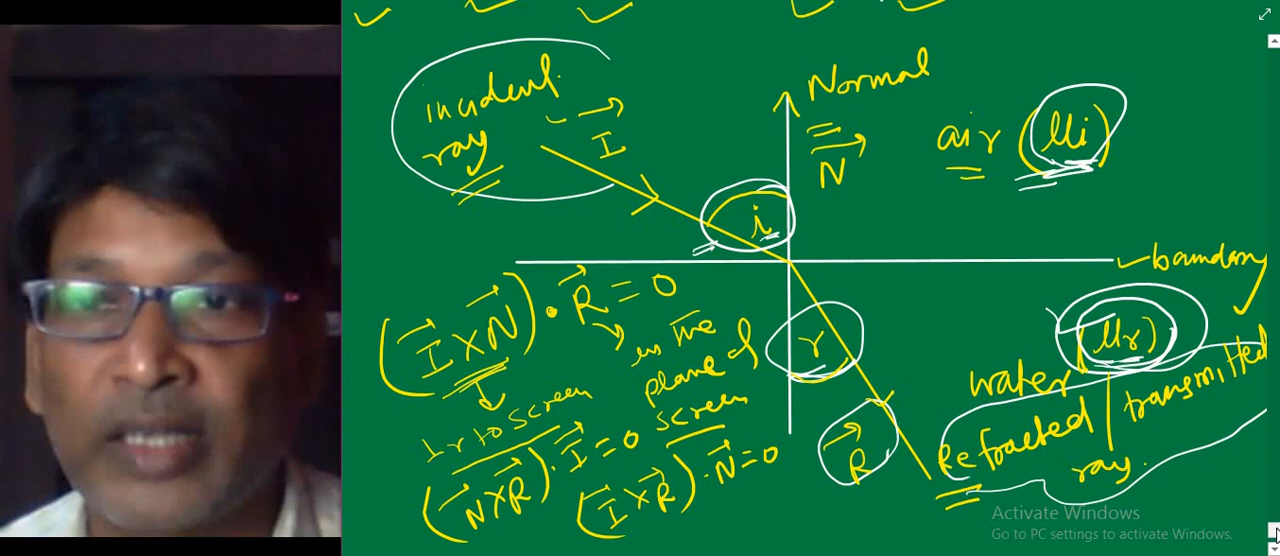 incident
ray
I
Normal
N
air (μi)
i
boundary
(I × N) · R = 0
in the
plane of
screen
r
water (μr)
⊥r to screen
R
Refracted / transmitted
ray.
(N × R) · I = 0
(I × R) · N = 0
Activate Windows
Go to PC settings to activate Windows.